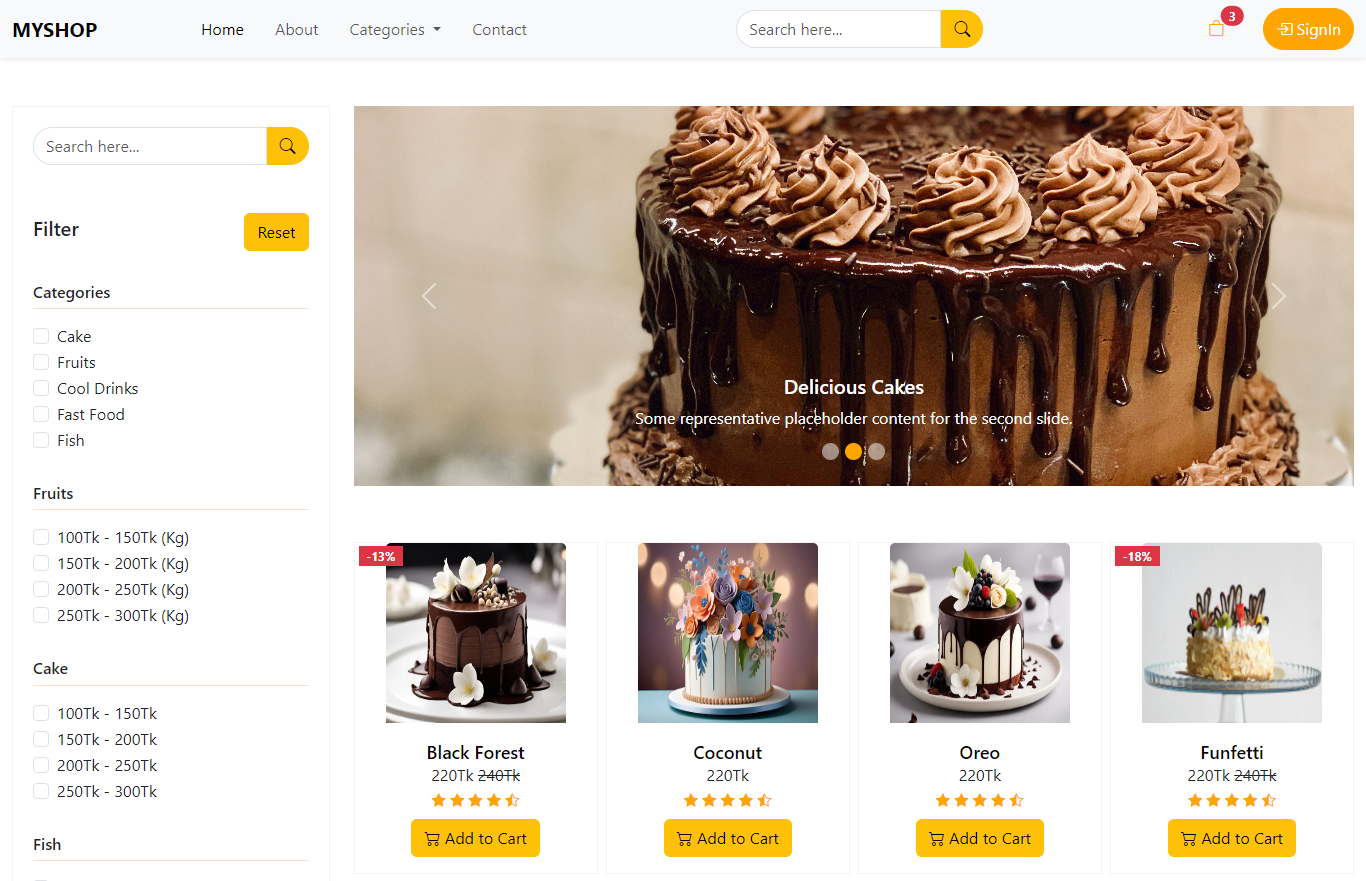 MYSHOP
Home
About
Categories
Contact
Search here...
3
SignIn
Search here...
Filter
Reset
Categories
Cake
Fruits
Cool Drinks
Fast Food
Fish
Fruits
100Tk - 150Tk (Kg)
150Tk - 200Tk (Kg)
200Tk - 250Tk (Kg)
250Tk - 300Tk (Kg)
Cake
100Tk - 150Tk
150Tk - 200Tk
200Tk - 250Tk
250Tk - 300Tk
Fish
Delicious Cakes
Some representative placeholder content for the second slide.
-13%
Black Forest
220Tk 240Tk
Add to Cart
Coconut
220Tk
Add to Cart
Oreo
220Tk
Add to Cart
-18%
Funfetti
220Tk 240Tk
Add to Cart